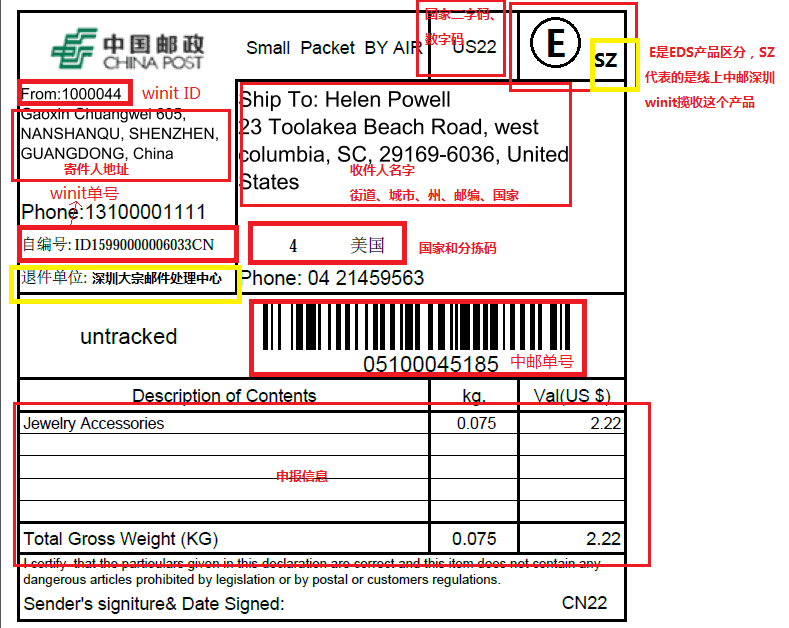 国家二字码、
数字码
中国邮政
CHINA POST
Small Packet BY AIR
US22
E
SZ
E是EDS产品区分，SZ
代表的是线上中邮深圳
winit揽收这个产品
From:1000044
winit ID
Gaoxin Chuangwei 605,
NANSHANQU, SHENZHEN,
GUANGDONG, China
寄件人地址
Ship To: Helen Powell
23 Toolakea Beach Road, west
columbia, SC, 29169-6036, United
States
收件人名字
街道、城市、州、邮编、国家
winit单号
Phone:13100001111
自编号: ID15990000006033CN
4 美国
国家和分拣码
退件单位: 深圳大宗邮件处理中心
Phone: 04 21459563
untracked
05100045185
中邮单号
Description of Contents kg. Val(US $)
Jewelry Accessories 0.075 2.22
申报信息
Total Gross Weight (KG) 0.075 2.22
I certify that the particulars given in this declaration are correct and this item does not contain any
dangerous articles prohibited by legislation or by postal or customers regulations.
Sender's signiture& Date Signed: CN22